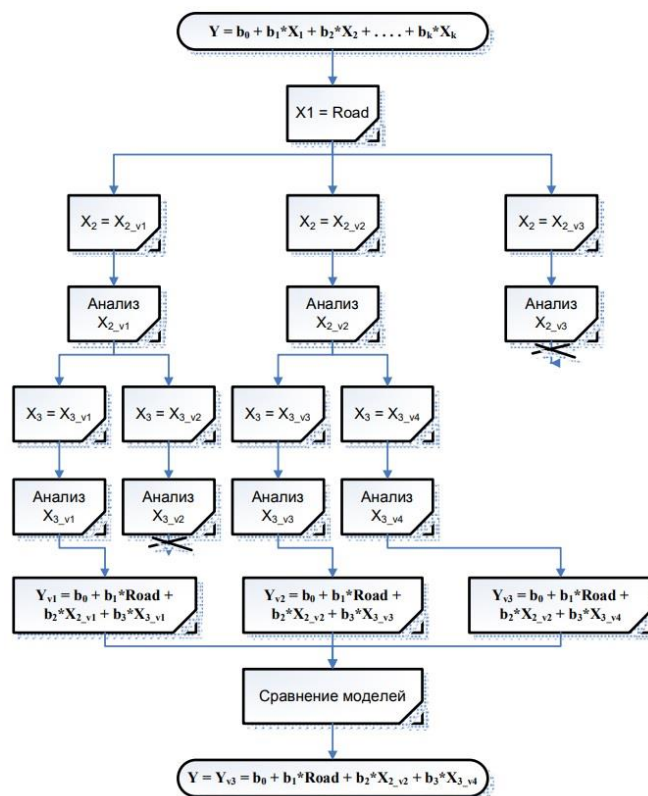 Y = b₀ + b₁*X₁ + b₂*X₂ + . . . . + bₖ*Xₖ
X1 = Road
X₂ = X₂_ᵥ₁
X₂ = X₂_ᵥ₂
X₂ = X₂_ᵥ₃
Анализ
X₂_ᵥ₁
Анализ
X₂_ᵥ₂
Анализ
X₂_ᵥ₃
X₃ = X₃_ᵥ₁
X₃ = X₃_ᵥ₂
X₃ = X₃_ᵥ₃
X₃ = X₃_ᵥ₄
Анализ
X₃_ᵥ₁
Анализ
X₃_ᵥ₂
Анализ
X₃_ᵥ₃
Анализ
X₃_ᵥ₄
Yᵥ₁ = b₀ + b₁*Road +
b₂*X₂_ᵥ₁ + b₃*X₃_ᵥ₁
Yᵥ₂ = b₀ + b₁*Road +
b₂*X₂_ᵥ₂ + b₃*X₃_ᵥ₃
Yᵥ₃ = b₀ + b₁*Road +
b₂*X₂_ᵥ₂ + b₃*X₃_ᵥ₄
Сравнение моделей
Y = Yᵥ₃ = b₀ + b₁*Road + b₂*X₂_ᵥ₂ + b₃*X₃_ᵥ₄